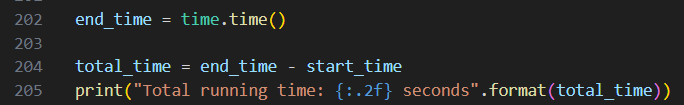 202 end_time = time.time()
203
204 total_time = end_time - start_time
205 print("Total running time: {:.2f} seconds".format(total_time))